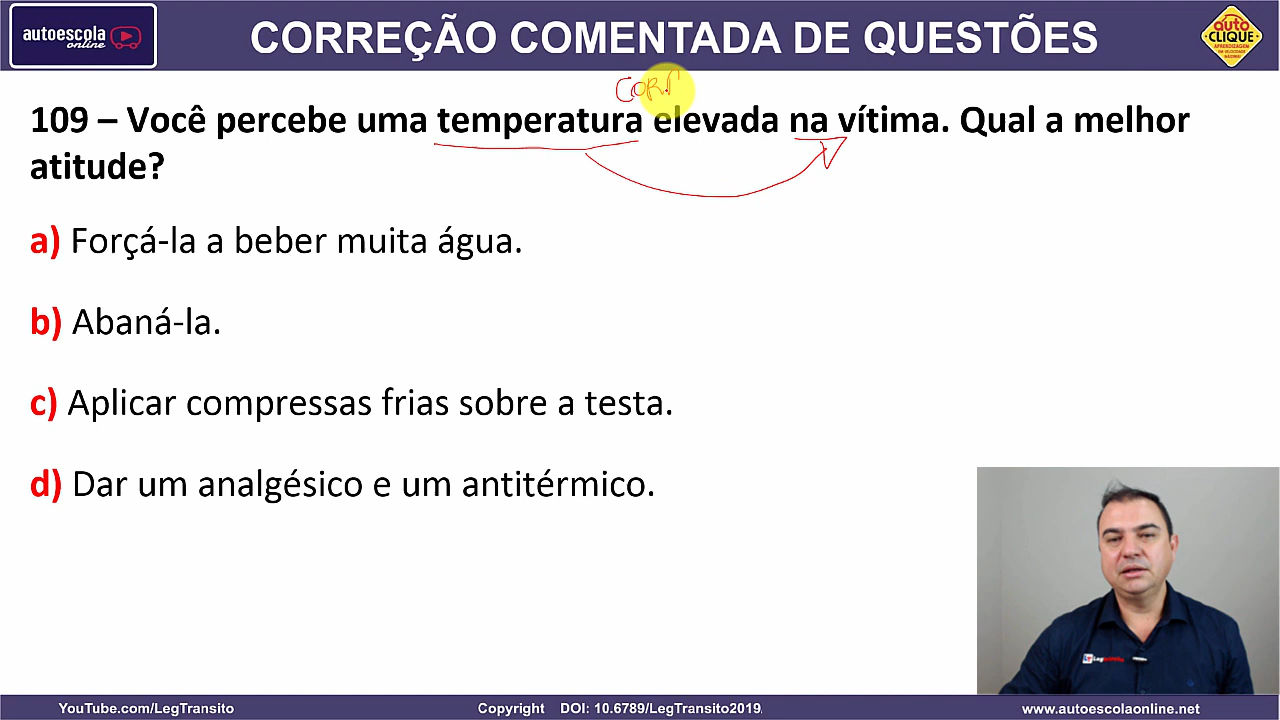 autoescola
online
CORREÇÃO COMENTADA DE QUESTÕES
auto
CLIQUE
APRENDIZAGEM
COR
109 – Você percebe uma temperatura elevada na vítima. Qual a melhor
atitude?
a) Forçá-la a beber muita água.
b) Abaná-la.
c) Aplicar compressas frias sobre a testa.
d) Dar um analgésico e um antitérmico.
YouTube.com/LegTransito
Copyright DOI: 10.6789/LegTransito2019
www.autoescolaonline.net